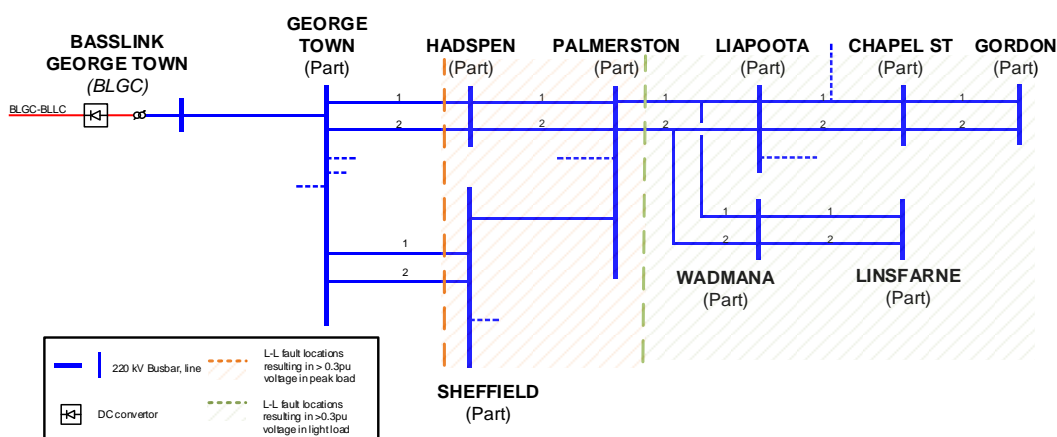 GEORGE
TOWN
(Part)
BASSLINK
GEORGE TOWN
(BLGC)
HADSPEN
(Part)
PALMERSTON
(Part)
LIAPOOTA
(Part)
CHAPEL ST
(Part)
GORDON
(Part)
BLGC-BLLC
1
1
1
1
1
2
2
2
2
2
1
1
2
2
1
2
WADMANA
(Part)
LINSFARNE
(Part)
SHEFFIELD
(Part)
220 kV Busbar, line
L-L fault locations
resulting in > 0.3pu
voltage in peak load
DC convertor
L-L fault locations
resulting in >0.3pu
voltage in light load